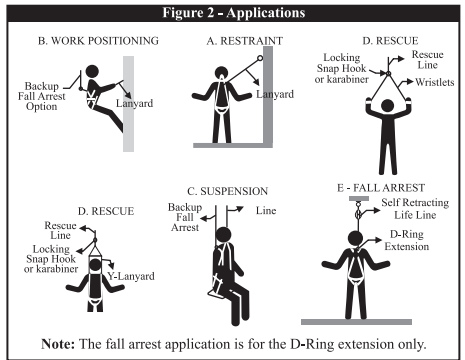 Figure 2 - Applications
B. WORK POSITIONING
Backup
Fall Arrest
Option
Lanyard
A. RESTRAINT
Lanyard
D. RESCUE
Locking
Snap Hook
or karabiner
Rescue
Line
Wristlets
D. RESCUE
Rescue
Line
Locking
Snap Hook
or karabiner
Y-Lanyard
C. SUSPENSION
Backup
Fall
Arrest
Line
E - FALL ARREST
Self Retracting
Life Line
D-Ring
Extension
Note: The fall arrest application is for the D-Ring extension only.